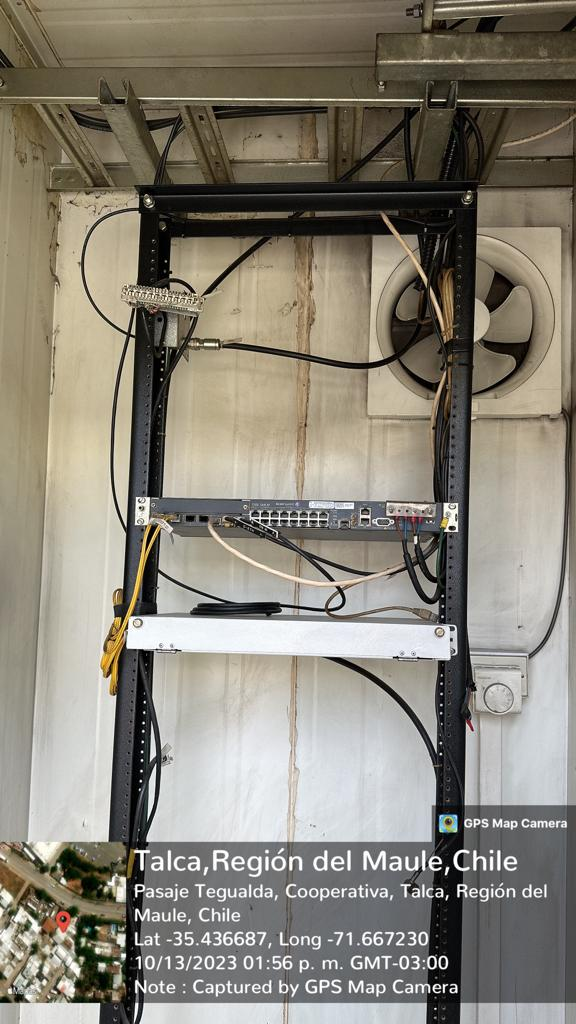 GPS Map Camera
Talca,Región del Maule,Chile
Pasaje Tegualda, Cooperativa, Talca, Región del
Maule, Chile
Lat -35.436687, Long -71.667230
10/13/2023 01:56 p. m. GMT-03:00
Note : Captured by GPS Map Camera